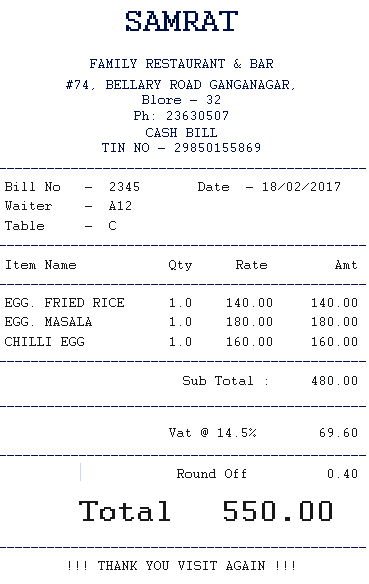 SAMRAT
FAMILY RESTAURANT & BAR
#74, BELLARY ROAD GANGANAGAR,
Blore - 32
Ph: 23630507
CASH BILL
TIN NO - 29850155869
Bill No - 2345 Date - 18/02/2017
Waiter - A12
Table - C
Item Name Qty Rate Amt
EGG. FRIED RICE 1.0 140.00 140.00
EGG. MASALA 1.0 180.00 180.00
CHILLI EGG 1.0 160.00 160.00
Sub Total : 480.00
Vat @ 14.5% 69.60
Round Off 0.40
Total 550.00
!!! THANK YOU VISIT AGAIN !!!